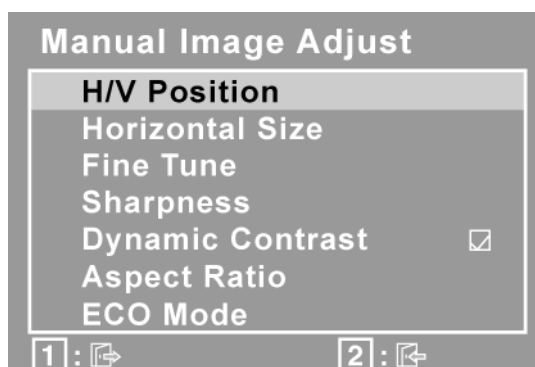 Manual Image Adjust
H/V Position
Horizontal Size
Fine Tune
Sharpness
Dynamic Contrast
Aspect Ratio
ECO Mode
1: 2: